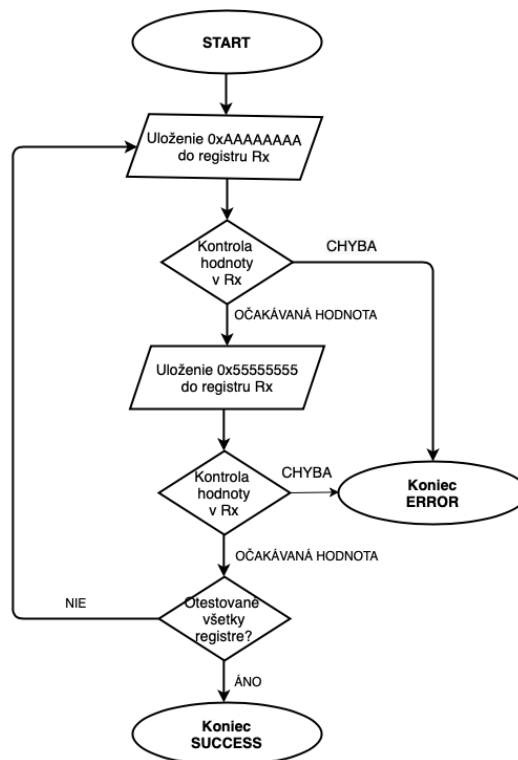 START
Uloženie 0xAAAAAAAA
do registru Rx
Kontrola
hodnoty
v Rx
CHYBA
OČAKÁVANÁ HODNOTA
Uloženie 0x55555555
do registru Rx
Kontrola
hodnoty
v Rx
CHYBA
Koniec
ERROR
OČAKÁVANÁ HODNOTA
Otestované
všetky
registre?
NIE
ÁNO
Koniec
SUCCESS